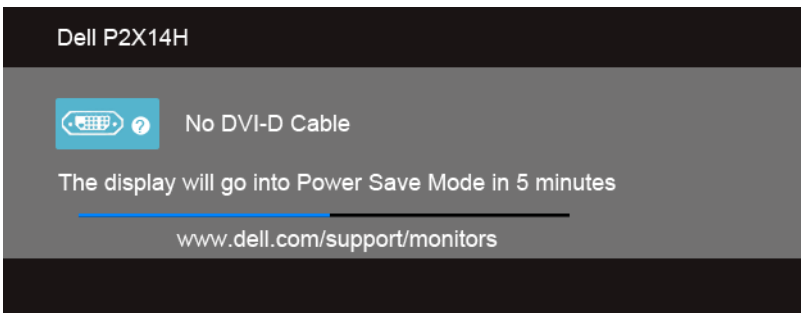 Dell P2X14H
No DVI-D Cable
The display will go into Power Save Mode in 5 minutes
www.dell.com/support/monitors